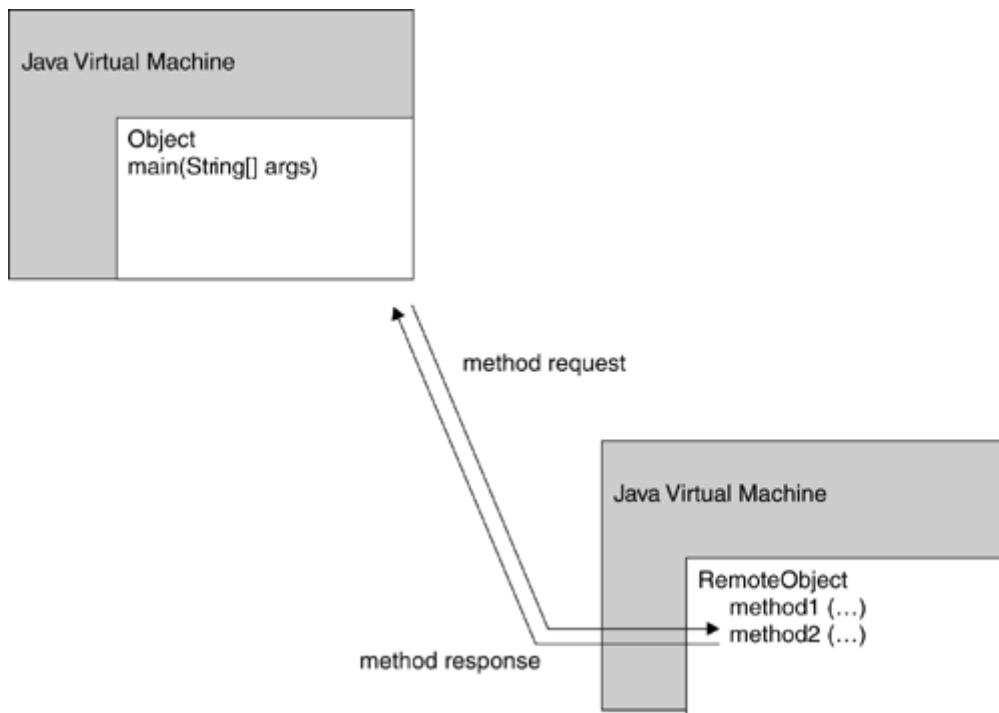 Java Virtual Machine
Object
main(String[] args)
method request
Java Virtual Machine
RemoteObject
method1 (...)
method2 (...)
method response